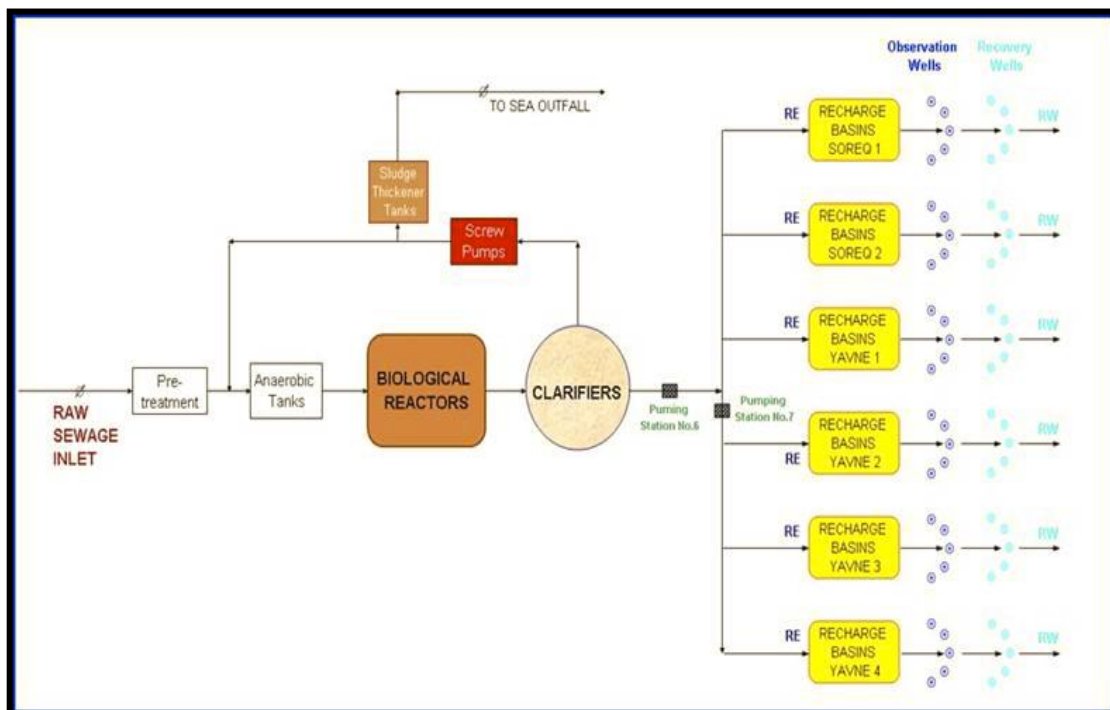 Observation
Wells
Recovery
Wells
TO SEA OUTFALL
RE
RECHARGE
BASINS
SOREQ 1
RW
Sludge
Thickener
Tanks
Screw
Pumps
RE
RECHARGE
BASINS
SOREQ 2
RW
RE
RECHARGE
BASINS
YAVNE 1
RW
RAW
SEWAGE
INLET
Pre-
treatment
Anaerobic
Tanks
BIOLOGICAL
REACTORS
CLARIFIERS
Puming
Station No.6
Pumping
Station No.7
RE
RECHARGE
BASINS
YAVNE 2
RW
RE
RECHARGE
BASINS
YAVNE 3
RW
RE
RECHARGE
BASINS
YAVNE 4
RW